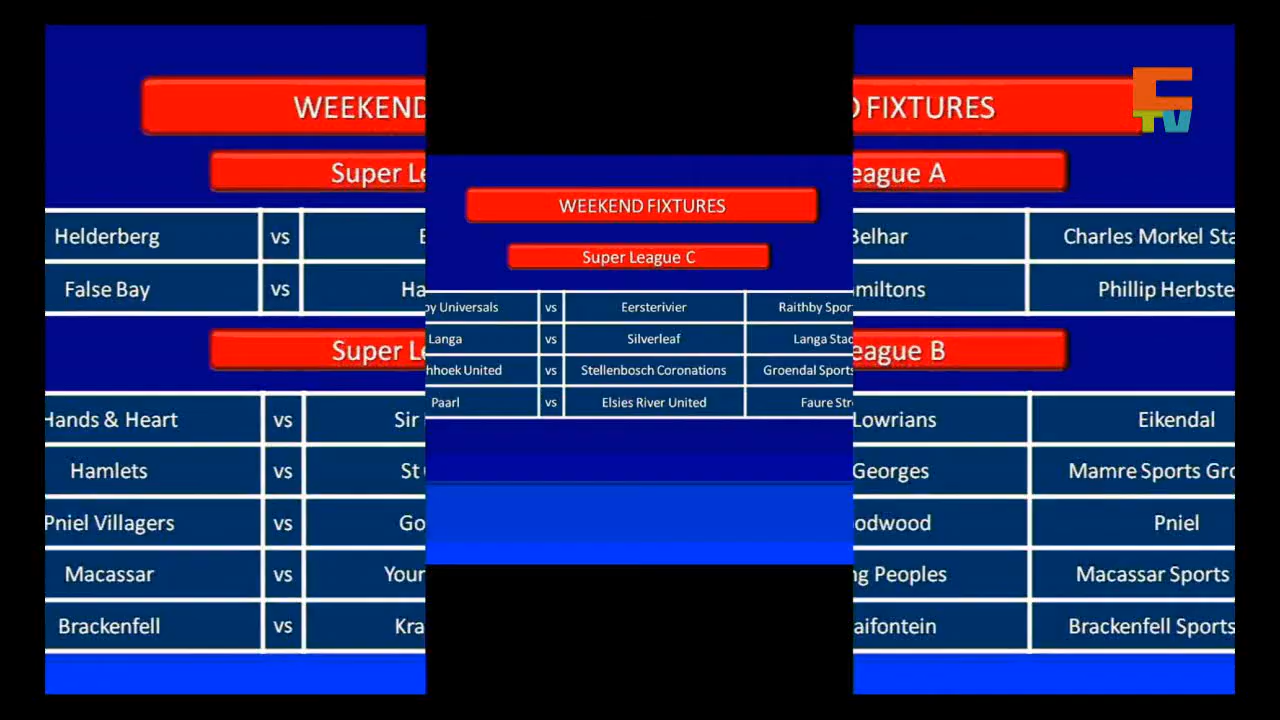 WEEKEND
Super Le
Helderberg vs
False Bay vs Ha
Super Le
Hands & Heart vs Sir
Hamlets vs St
Pniel Villagers vs Go
Macassar vs Your
Brackenfell vs Kra
WEEKEND FIXTURES
Super League C
by Universals vs Eersterivier Raithby Spor
Langa vs Silverleaf Langa Stad
hhoek United vs Stellenbosch Coronations Groendal Sports
Paarl vs Elsies River United Faure Str
D FIXTURES
eague A
Belhar Charles Morkel Sta
miltons Phillip Herbste
eague B
Lowrians Eikendal
Georges Mamre Sports Gro
odwood Pniel
ng Peoples Macassar Sports
aifontein Brackenfell Sports
CTV